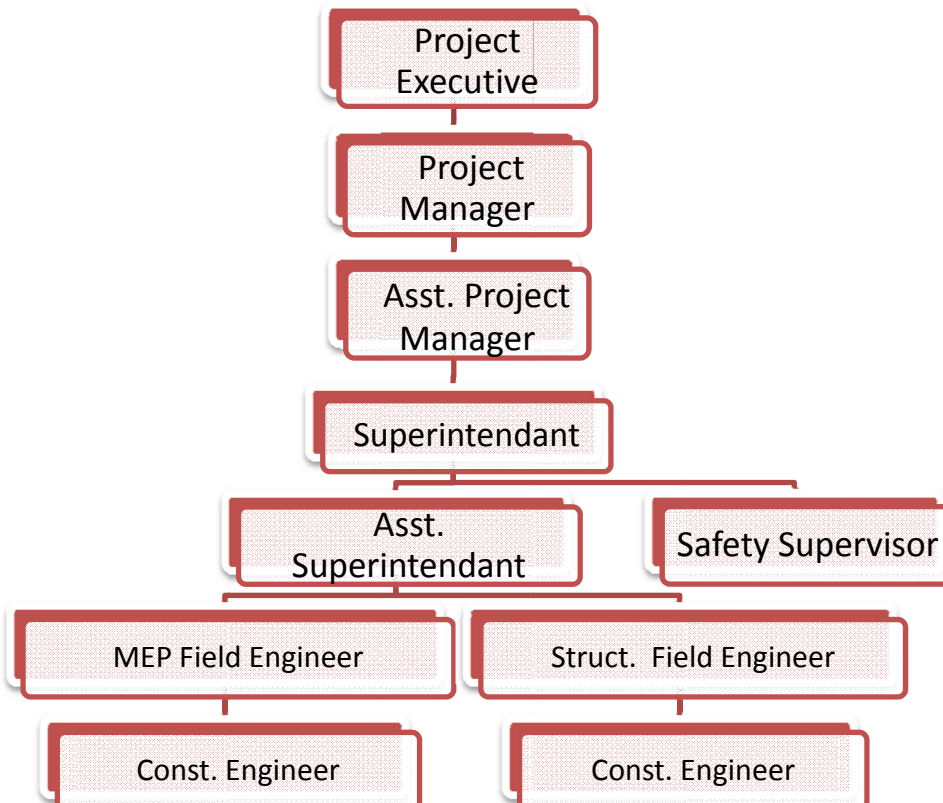 Project
Executive
Project
Manager
Asst. Project
Manager
Superintendant
Asst.
Superintendant
Safety Supervisor
MEP Field Engineer
Struct. Field Engineer
Const. Engineer
Const. Engineer